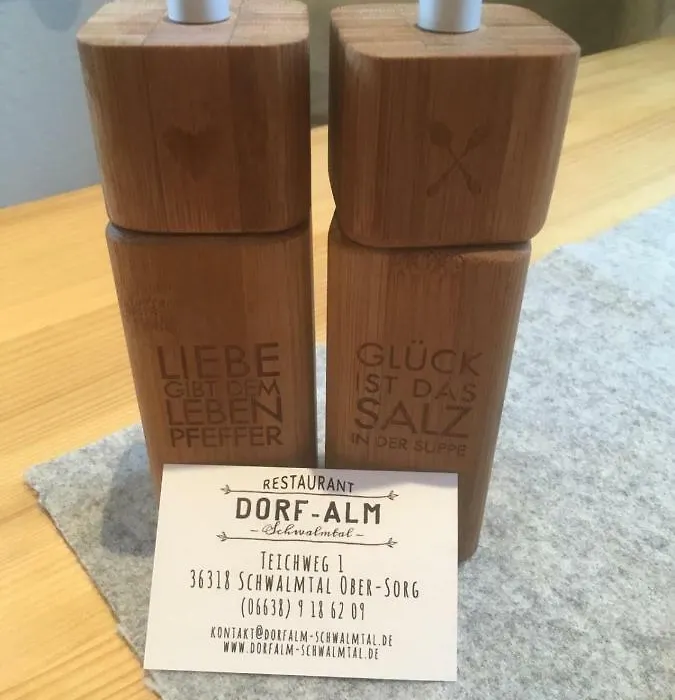 LIEBE
GIBT DEM
LEBEN
PFEFFER
GLÜCK
IST DAS
SALZ
IN DER SUPPE
RESTAURANT
DORF-ALM
- Schwalmtal -
TEICHWEG 1
36318 SCHWALMTAL OBER-SORG
(06638) 9 18 62 09
KONTAKT@DORFALM-SCHWALMTAL.DE
WWW.DORFALM-SCHWALMTAL.DE